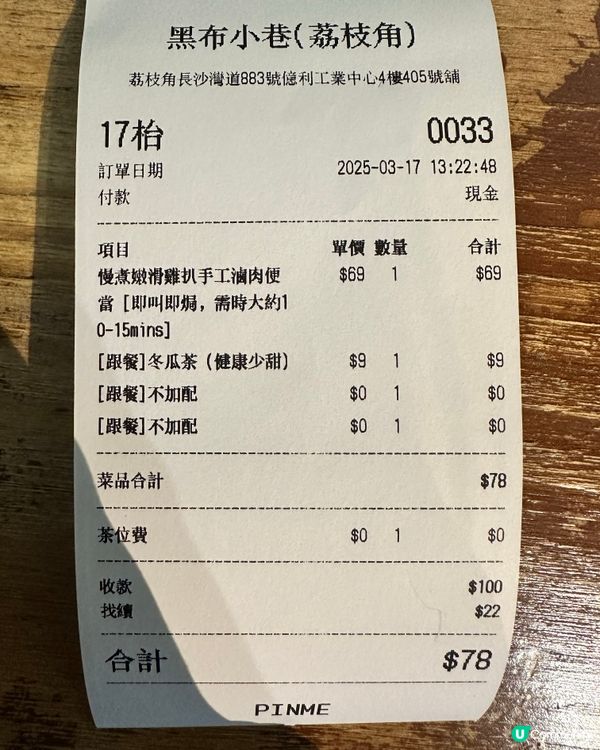 黑布小巷(荔枝角)
荔枝角長沙灣道883號億利工業中心4樓405號舖
17枱 0033
訂單日期 2025-03-17 13:22:48
付款 現金
項目 單價 數量 合計
慢煮嫩滑雞扒手工滷肉便 $69 1 $69
當 [即叫即焗，需時大約1
0-15mins]
[跟餐]冬瓜茶 (健康少甜) $9 1 $9
[跟餐]不加配 $0 1 $0
[跟餐]不加配 $0 1 $0
菜品合計 $78
茶位費 $0 1 $0
收款 $100
找續 $22
合計 $78
PINME